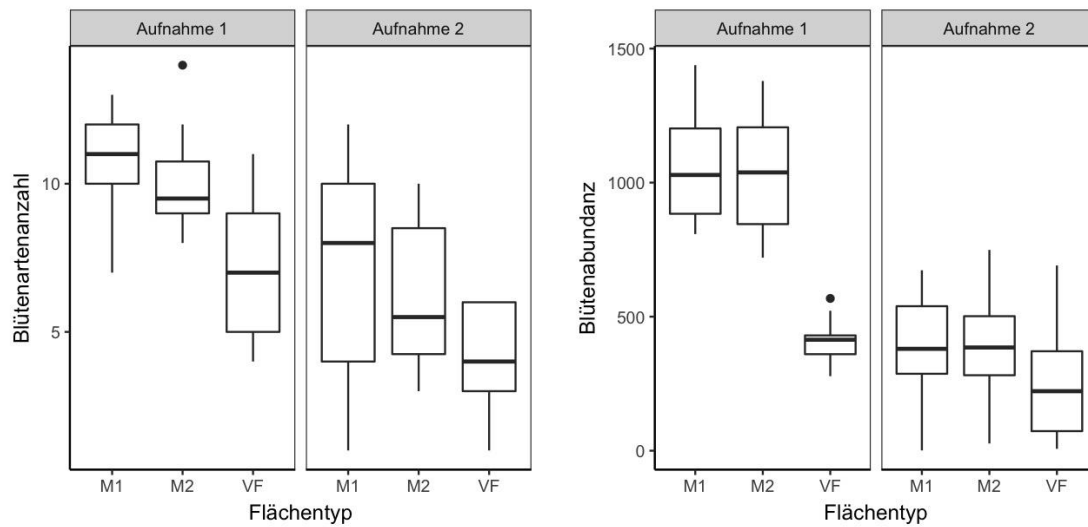 Aufnahme 1
Aufnahme 2
Blütenartenanzahl
10
5
M1 M2 VF M1 M2 VF
Flächentyp
Aufnahme 1
Aufnahme 2
Blütenabundanz
1500
1000
500
0
M1 M2 VF M1 M2 VF
Flächentyp